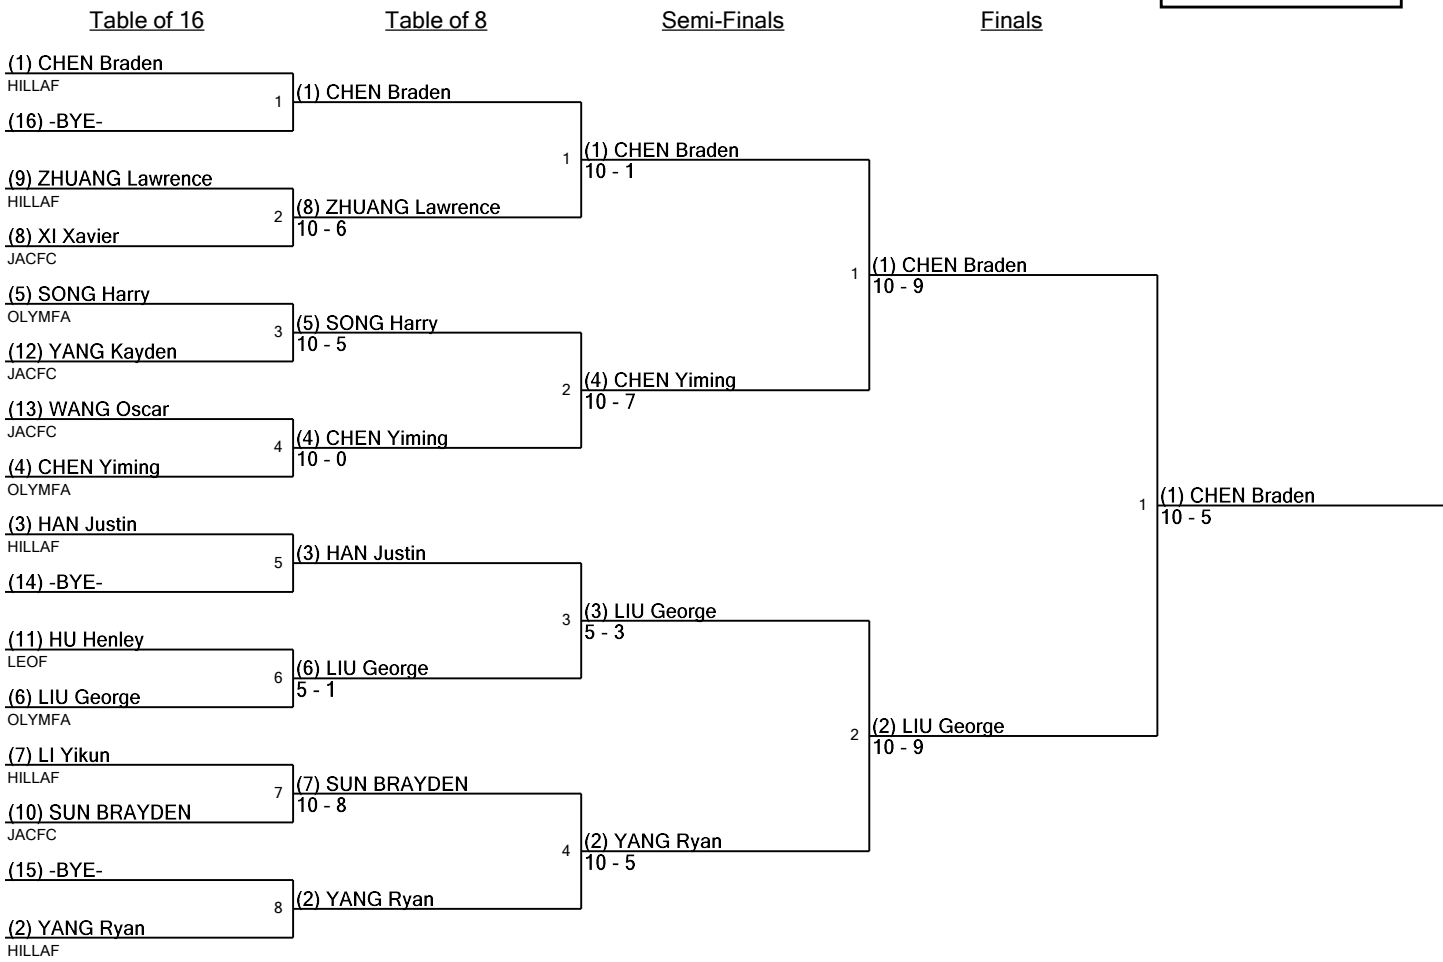 Table of 16
Table of 8
Semi-Finals
Finals
(1) CHEN Braden
HILLAF
(16) -BYE-
(9) ZHUANG Lawrence
HILLAF
(8) XI Xavier
JACFC
(5) SONG Harry
OLYMFA
(12) YANG Kayden
JACFC
(13) WANG Oscar
JACFC
(4) CHEN Yiming
OLYMFA
(3) HAN Justin
HILLAF
(14) -BYE-
(11) HU Henley
LEOF
(6) LIU George
OLYMFA
(7) LI Yikun
HILLAF
(10) SUN BRAYDEN
JACFC
(15) -BYE-
(2) YANG Ryan
HILLAF
1
(1) CHEN Braden
2
(8) ZHUANG Lawrence
10 - 6
3
(5) SONG Harry
10 - 5
4
(4) CHEN Yiming
10 - 0
5
(3) HAN Justin
6
(6) LIU George
5 - 1
7
(7) SUN BRAYDEN
10 - 8
8
(2) YANG Ryan
1
(1) CHEN Braden
10 - 1
2
(4) CHEN Yiming
10 - 7
3
(3) LIU George
5 - 3
4
(2) YANG Ryan
10 - 5
1
(1) CHEN Braden
10 - 9
2
(2) LIU George
10 - 9
1
(1) CHEN Braden
10 - 5